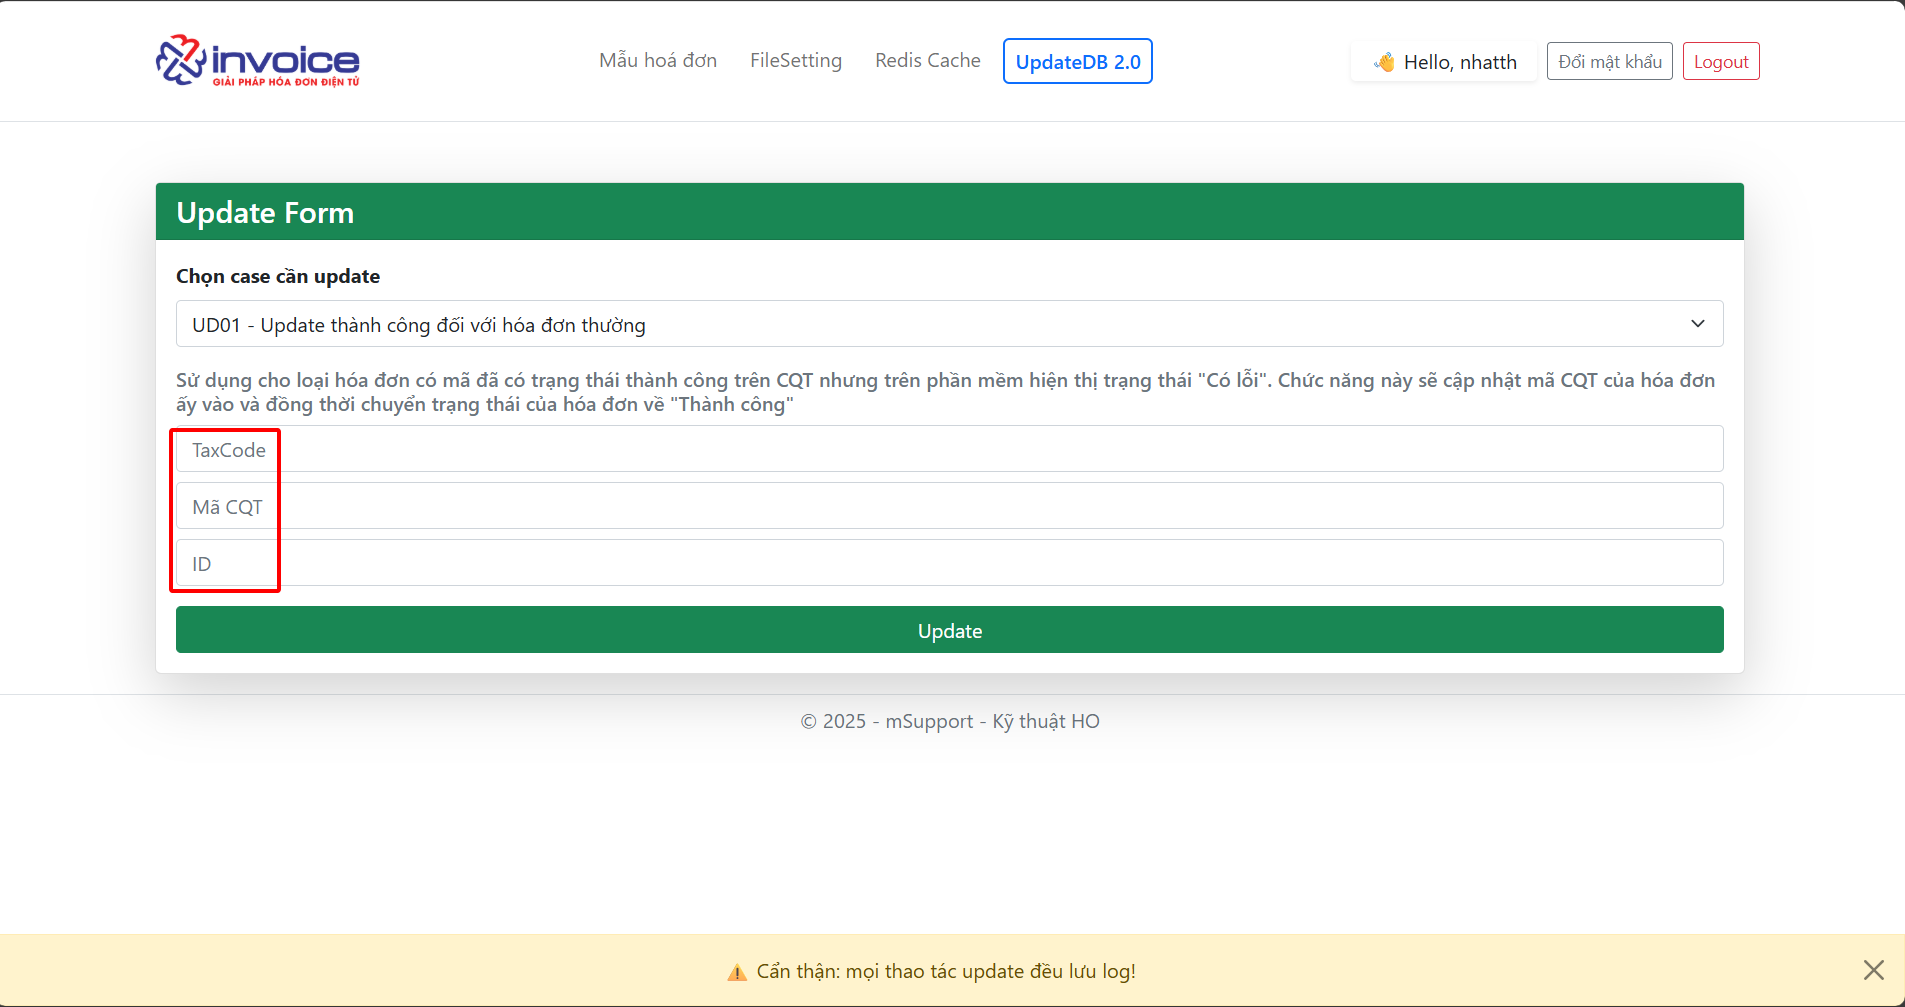 invoice
GIẢI PHÁP HÓA ĐƠN ĐIỆN TỬ
Mẫu hoá đơn FileSetting Redis Cache UpdateDB 2.0
👋 Hello, nhatth Đổi mật khẩu Logout
Update Form
Chọn case cần update
UD01 - Update thành công đối với hóa đơn thường
Sử dụng cho loại hóa đơn có mã đã có trạng thái thành công trên CQT nhưng trên phần mềm hiện thị trạng thái "Có lỗi". Chức năng này sẽ cập nhật mã CQT của hóa đơn
ấy vào và đồng thời chuyển trạng thái của hóa đơn về "Thành công"
TaxCode
Mã CQT
ID
Update
© 2025 - mSupport - Kỹ thuật HO
⚠️ Cẩn thận: mọi thao tác update đều lưu log!